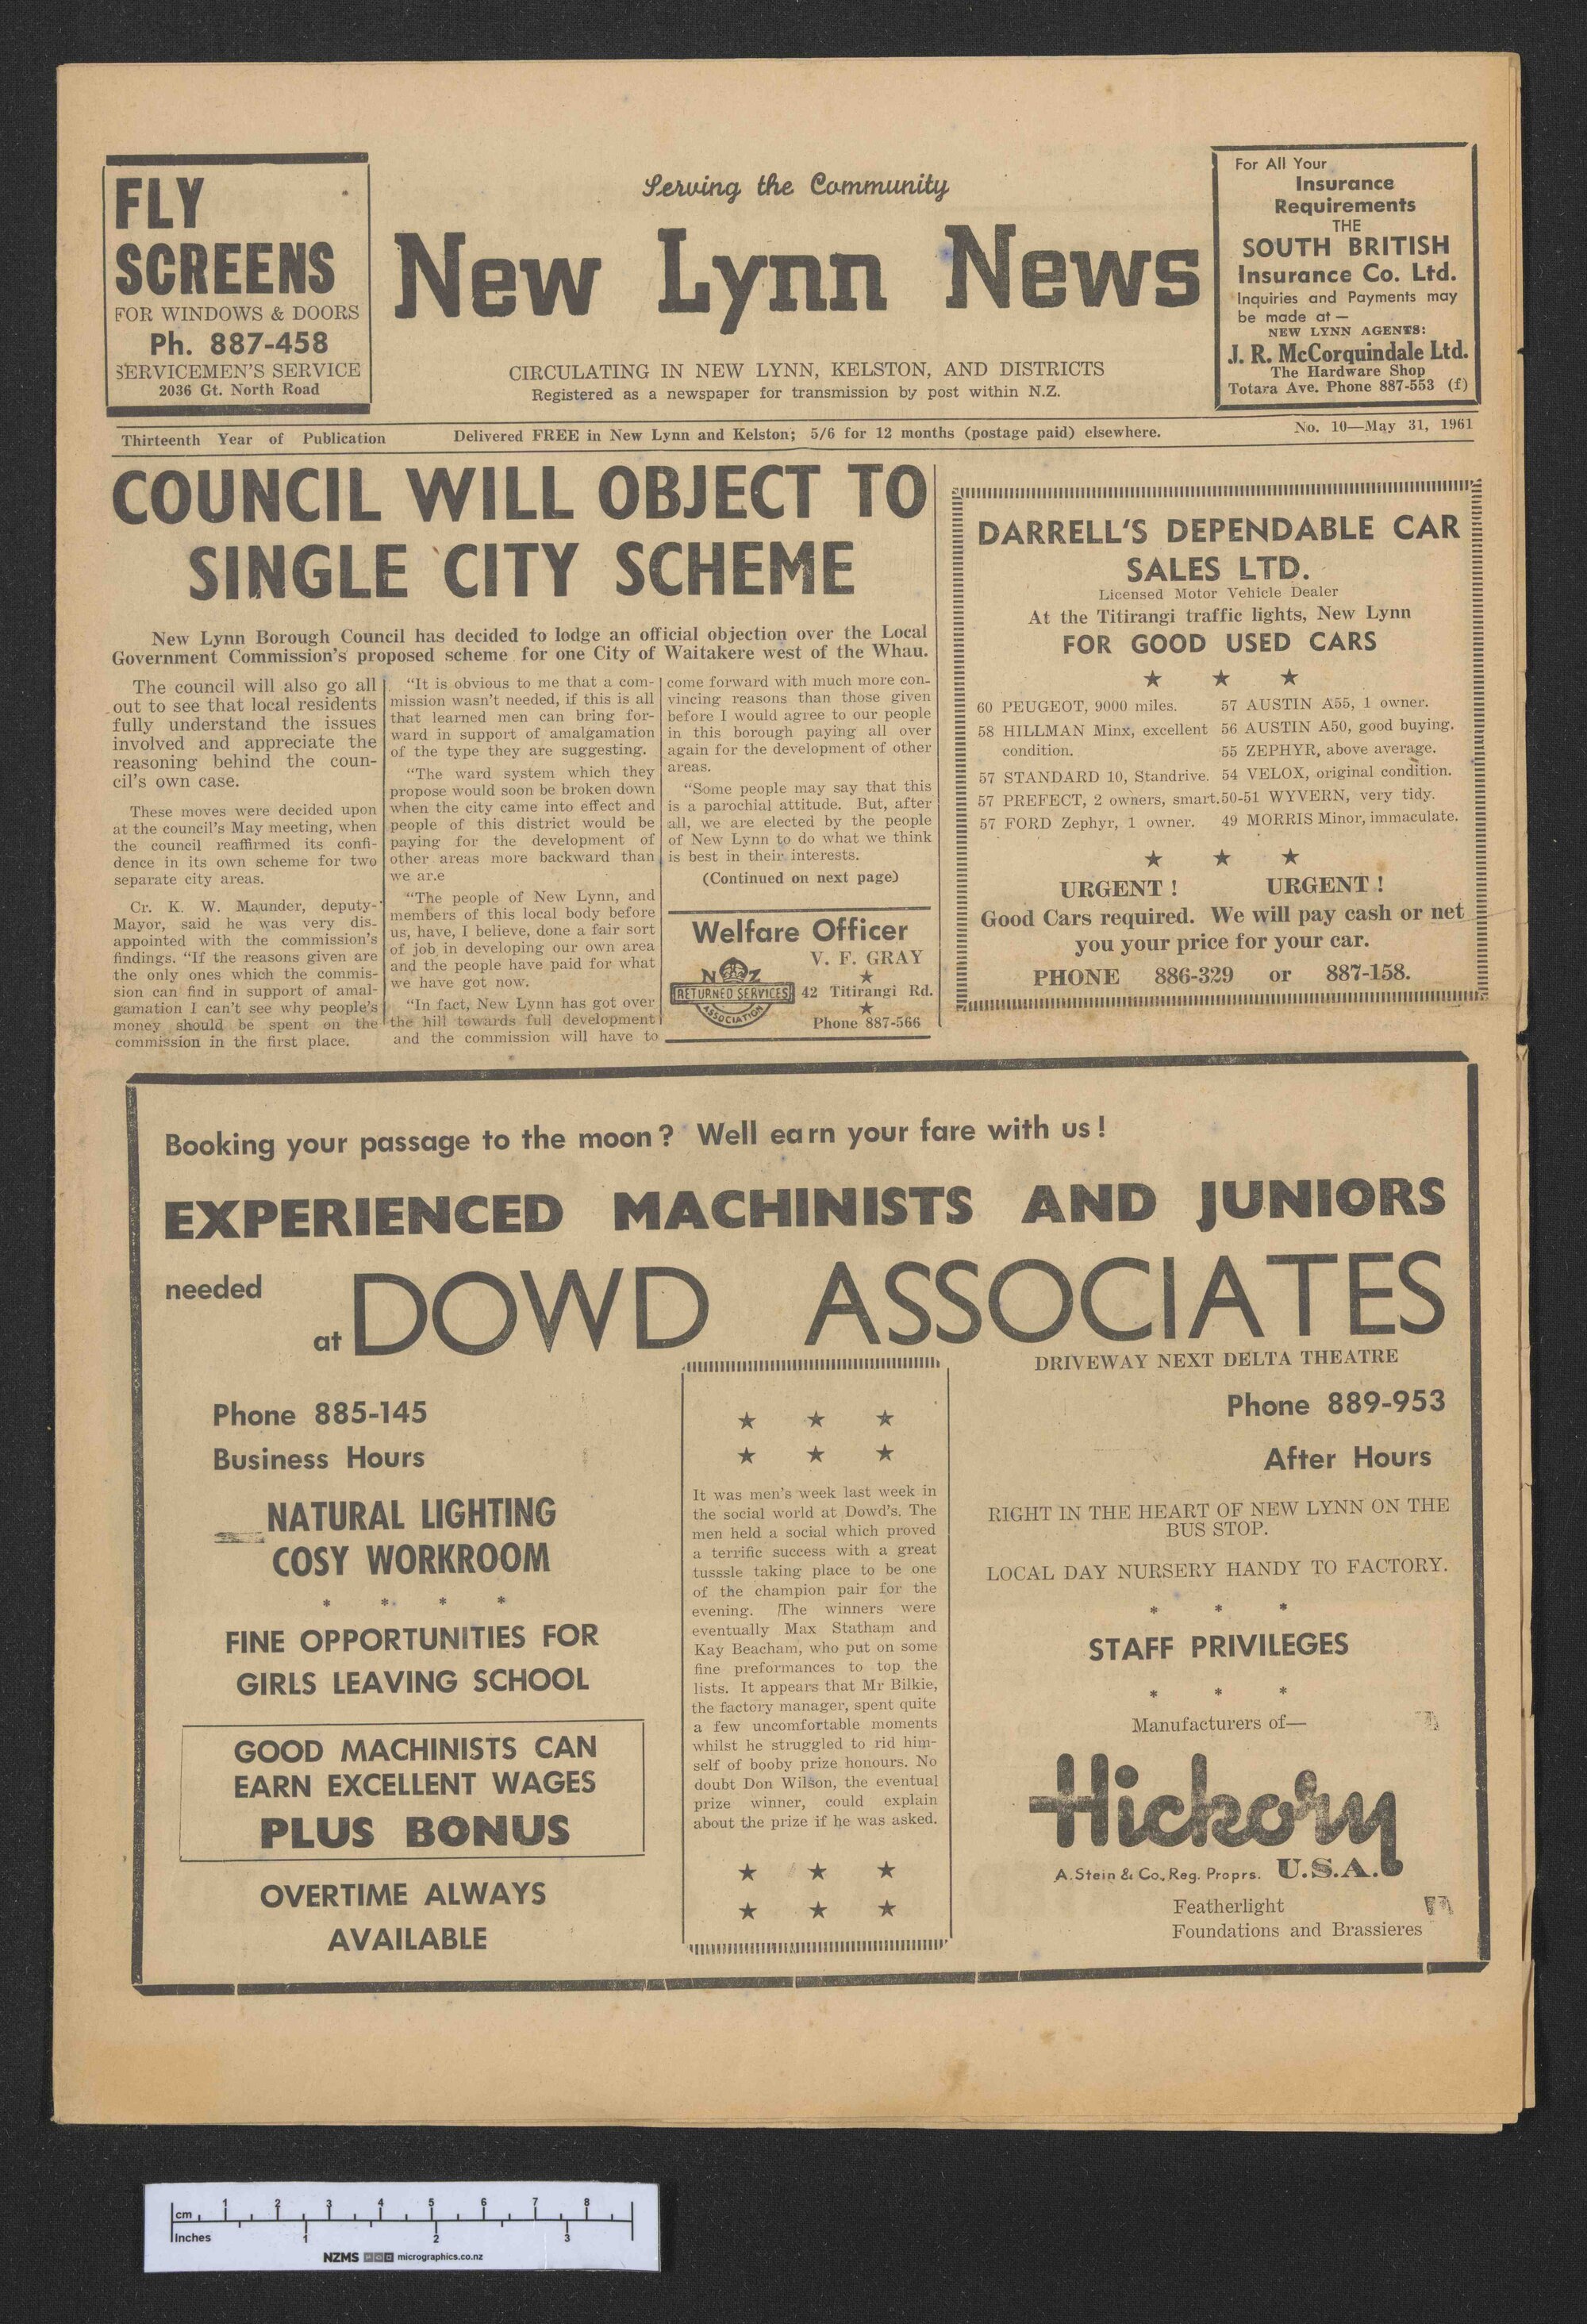 FLY
SCREENS
FOR WINDOWS & DOORS
Ph. 887-458
SERVICEMEN'S SERVICE
2036 Gt. North Road
Serving the Community
New Lynn News
CIRCULATING IN NEW LYNN, KELSTON, AND DISTRICTS
Registered as a newspaper for transmission by post within N.Z.
For All Your
Insurance
Requirements
THE
SOUTH BRITISH
Insurance Co. Ltd.
Inquiries and Payments may
be made at —
NEW LYNN AGENTS:
J. R. McCorquindale Ltd.
The Hardware Shop
Totara Ave. Phone 887-553 (f)
Thirteenth Year of Publication
Delivered FREE in New Lynn and Kelston; 5/6 for 12 months (postage paid) elsewhere.
No. 10—May 31, 1961
COUNCIL WILL OBJECT TO
SINGLE CITY SCHEME
New Lynn Borough Council has decided to lodge an official objection over the Local
Government Commission's proposed scheme for one City of Waitakere west of the Whau.
The council will also go all
out to see that local residents
fully understand the issues
involved and appreciate the
reasoning behind the coun-
cil's own case.
These moves were decided upon
at the council's May meeting, when
the council reaffirmed its confi-
dence in its own scheme for two
separate city areas.
Cr. K. W. Maunder, deputy-
Mayor, said he was very dis-
appointed with the commission's
findings. "If the reasons given are
the only ones which the commis-
sion can find in support of amal-
gamation I can't see why people's
money should be spent on the
commission in the first place.
"It is obvious to me that a com-
mission wasn't needed, if this is all
that learned men can bring for-
ward in support of amalgamation
of the type they are suggesting.
"The ward system which they
propose would soon be broken down
when the city came into effect and
people of this district would be
paying for the development of
other areas more backward than
we ar.e
"The people of New Lynn, and
members of this local body before
us, have, I believe, done a fair sort
of job in developing our own area
and the people have paid for what
we have got now.
"In fact, New Lynn has got over
the hill towards full development
and the commission will have to
come forward with much more con-
vincing reasons than those given
before I would agree to our people
in this borough paying all over
again for the development of other
areas.
"Some people may say that this
is a parochial attitude. But, after
all, we are elected by the people
of New Lynn to do what we think
is best in their interests.
(Continued on next page)
Welfare Officer
V. F. GRAY
42 Titirangi Rd.
Phone 887-566
N Z
RETURNED SERVICES
ASSOCIATION
DARRELL'S DEPENDABLE CAR
SALES LTD.
Licensed Motor Vehicle Dealer
At the Titirangi traffic lights, New Lynn
FOR GOOD USED CARS
60 PEUGEOT, 9000 miles.
58 HILLMAN Minx, excellent
condition.
57 STANDARD 10, Standrive.
57 PREFECT, 2 owners, smart.
57 FORD Zephyr, 1 owner.
57 AUSTIN A55, 1 owner.
56 AUSTIN A50, good buying.
55 ZEPHYR, above average.
54 VELOX, original condition.
50-51 WYVERN, very tidy.
49 MORRIS Minor, immaculate.
URGENT ! URGENT !
Good Cars required. We will pay cash or net
you your price for your car.
PHONE 886-329 or 887-158.
Booking your passage to the moon? Well earn your fare with us!
EXPERIENCED MACHINISTS AND JUNIORS
needed
at DOWD ASSOCIATES
DRIVEWAY NEXT DELTA THEATRE
Phone 885-145
Business Hours
NATURAL LIGHTING
COSY WORKROOM
* * * *
FINE OPPORTUNITIES FOR
GIRLS LEAVING SCHOOL
GOOD MACHINISTS CAN
EARN EXCELLENT WAGES
PLUS BONUS
OVERTIME ALWAYS
AVAILABLE
It was men's week last week in
the social world at Dowd's. The
men held a social which proved
a terrific success with a great
tusssle taking place to be one
of the champion pair for the
evening. The winners were
eventually Max Statham and
Kay Beacham, who put on some
fine preformances to top the
lists. It appears that Mr Bilkie,
the factory manager, spent quite
a few uncomfortable moments
whilst he struggled to rid him-
self of booby prize honours. No
doubt Don Wilson, the eventual
prize winner, could explain
about the prize if he was asked.
Phone 889-953
After Hours
RIGHT IN THE HEART OF NEW LYNN ON THE
BUS STOP.
LOCAL DAY NURSERY HANDY TO FACTORY.
* * *
STAFF PRIVILEGES
* * *
Manufacturers of—
Hickory
A. Stein & Co. Reg. Proprs. U.S.A.
Featherlight
Foundations and Brassieres
cm 1 2 3 4 5 6 7 8
Inches 1 2 3
NZMS micrographics.co.nz